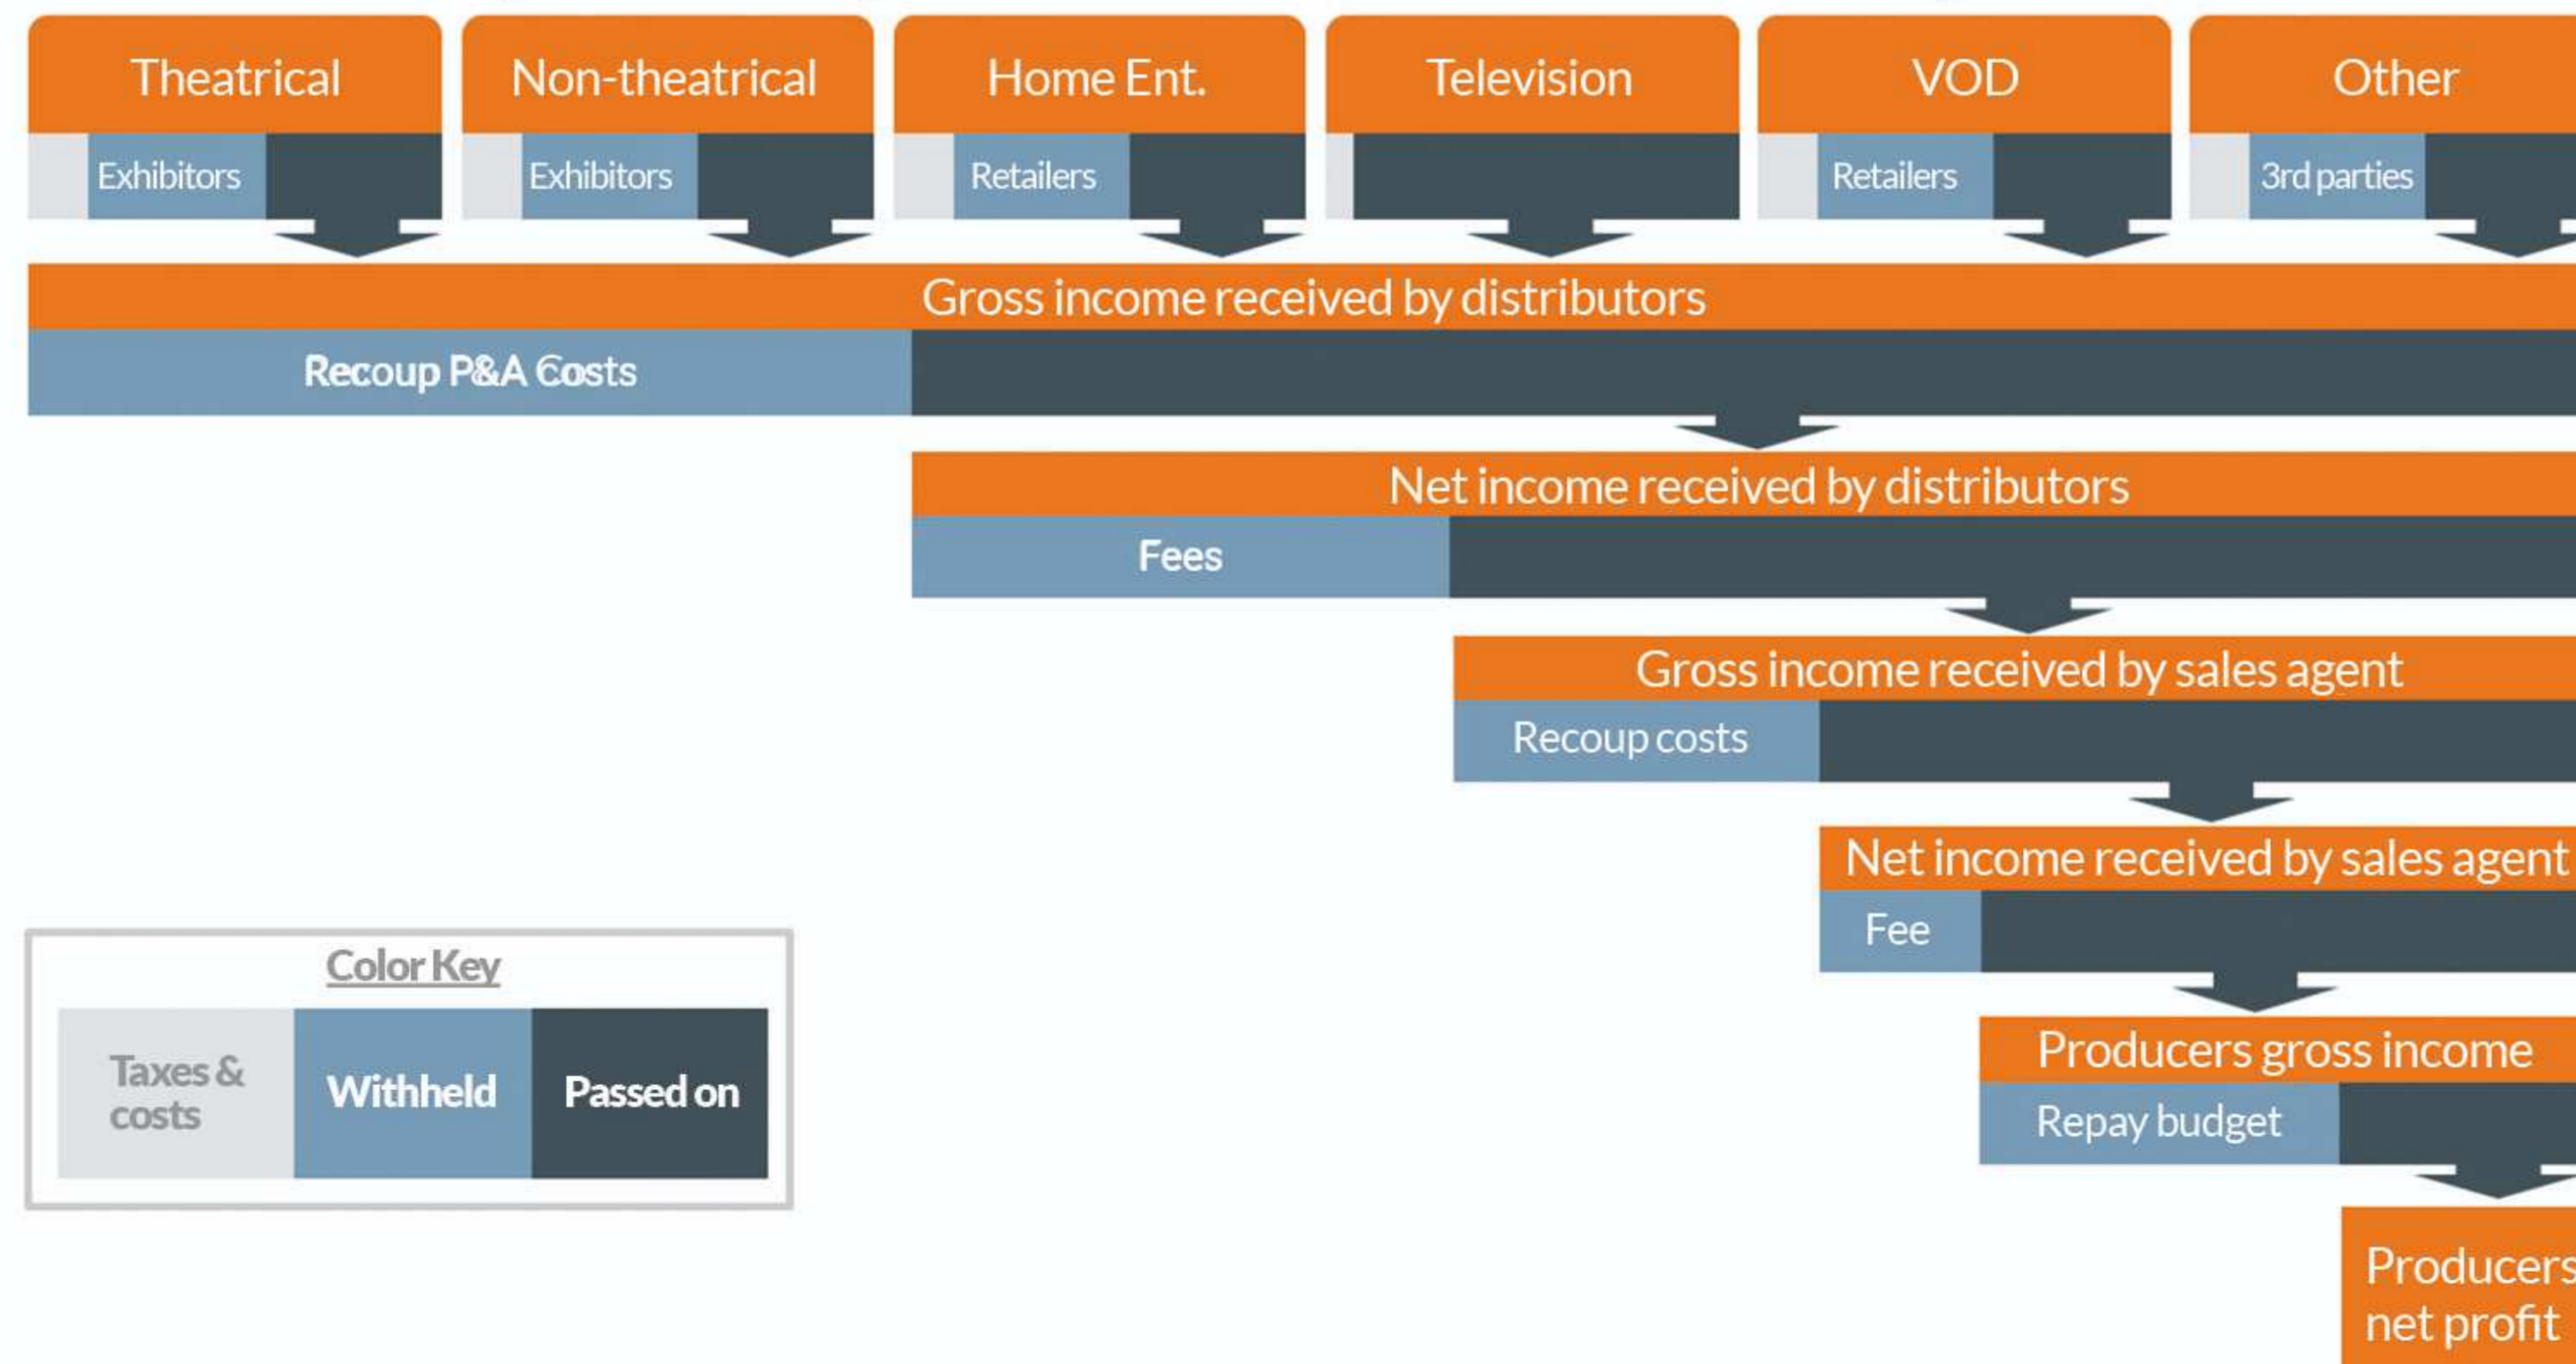 Theatrical
Non-theatrical
Home Ent.
Television
VOD
Other
Exhibitors
Exhibitors
Retailers
Retailers
3rd parties
Gross income received by distributors
Recoup P&A Costs
Net income received by distributors
Fees
Gross income received by sales agent
Recoup costs
Net income received by sales agent
Fee
Producers gross income
Repay budget
Producers
net profit
Color Key
Taxes &
costs
Withheld
Passed on